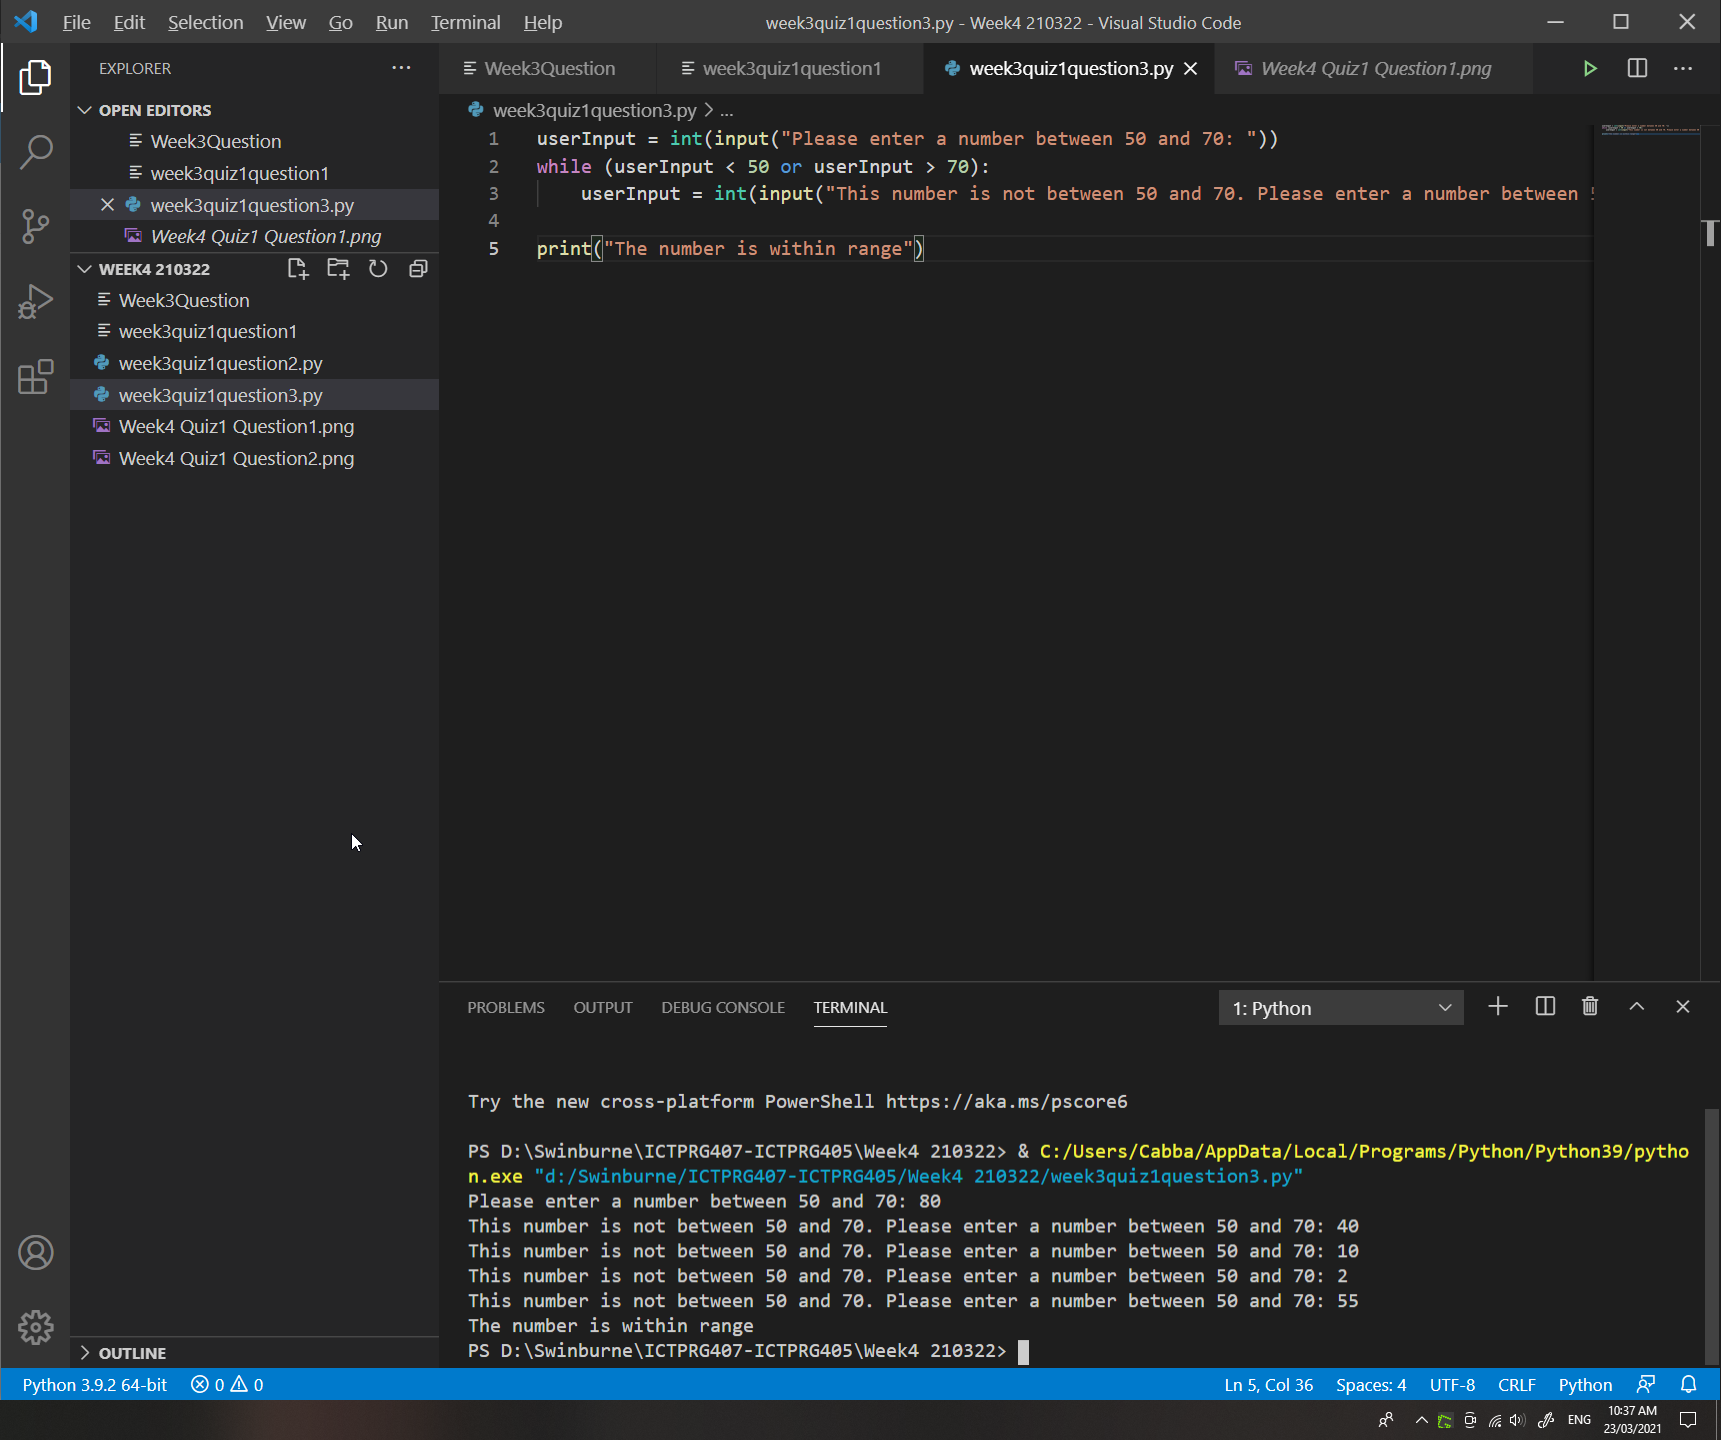 File Edit Selection View Go Run Terminal Help
week3quiz1question3.py - Week4 210322 - Visual Studio Code
EXPLORER
OPEN EDITORS
Week3Question
week3quiz1question1
week3quiz1question3.py
Week4 Quiz1 Question1.png
WEEK4 210322
Week3Question
week3quiz1question1
week3quiz1question2.py
week3quiz1question3.py
Week4 Quiz1 Question1.png
Week4 Quiz1 Question2.png
OUTLINE
Week3Question week3quiz1question1 week3quiz1question3.py Week4 Quiz1 Question1.png
week3quiz1question3.py > ...
1 userInput = int(input("Please enter a number between 50 and 70: "))
2 while (userInput < 50 or userInput > 70):
3 userInput = int(input("This number is not between 50 and 70. Please enter a number between
4
5 print("The number is within range")
PROBLEMS OUTPUT DEBUG CONSOLE TERMINAL
1: Python
Try the new cross-platform PowerShell https://aka.ms/pscore6
PS D:\Swinburne\ICTPRG407-ICTPRG405\Week4 210322> & C:/Users/Cabba/AppData/Local/Programs/Python/Python39/pytho
n.exe "d:/Swinburne/ICTPRG407-ICTPRG405/Week4 210322/week3quiz1question3.py"
Please enter a number between 50 and 70: 80
This number is not between 50 and 70. Please enter a number between 50 and 70: 40
This number is not between 50 and 70. Please enter a number between 50 and 70: 10
This number is not between 50 and 70. Please enter a number between 50 and 70: 2
This number is not between 50 and 70. Please enter a number between 50 and 70: 55
The number is within range
PS D:\Swinburne\ICTPRG407-ICTPRG405\Week4 210322>
Python 3.9.2 64-bit 0 0
Ln 5, Col 36 Spaces: 4 UTF-8 CRLF Python
ENG
10:37 AM
23/03/2021